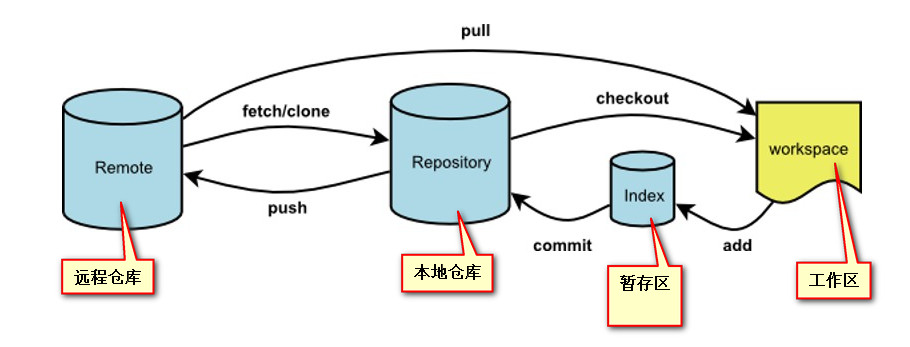 pull
fetch/clone
checkout
Remote
Repository
workspace
Index
push
commit
add
远程仓库
本地仓库
暂存区
工作区